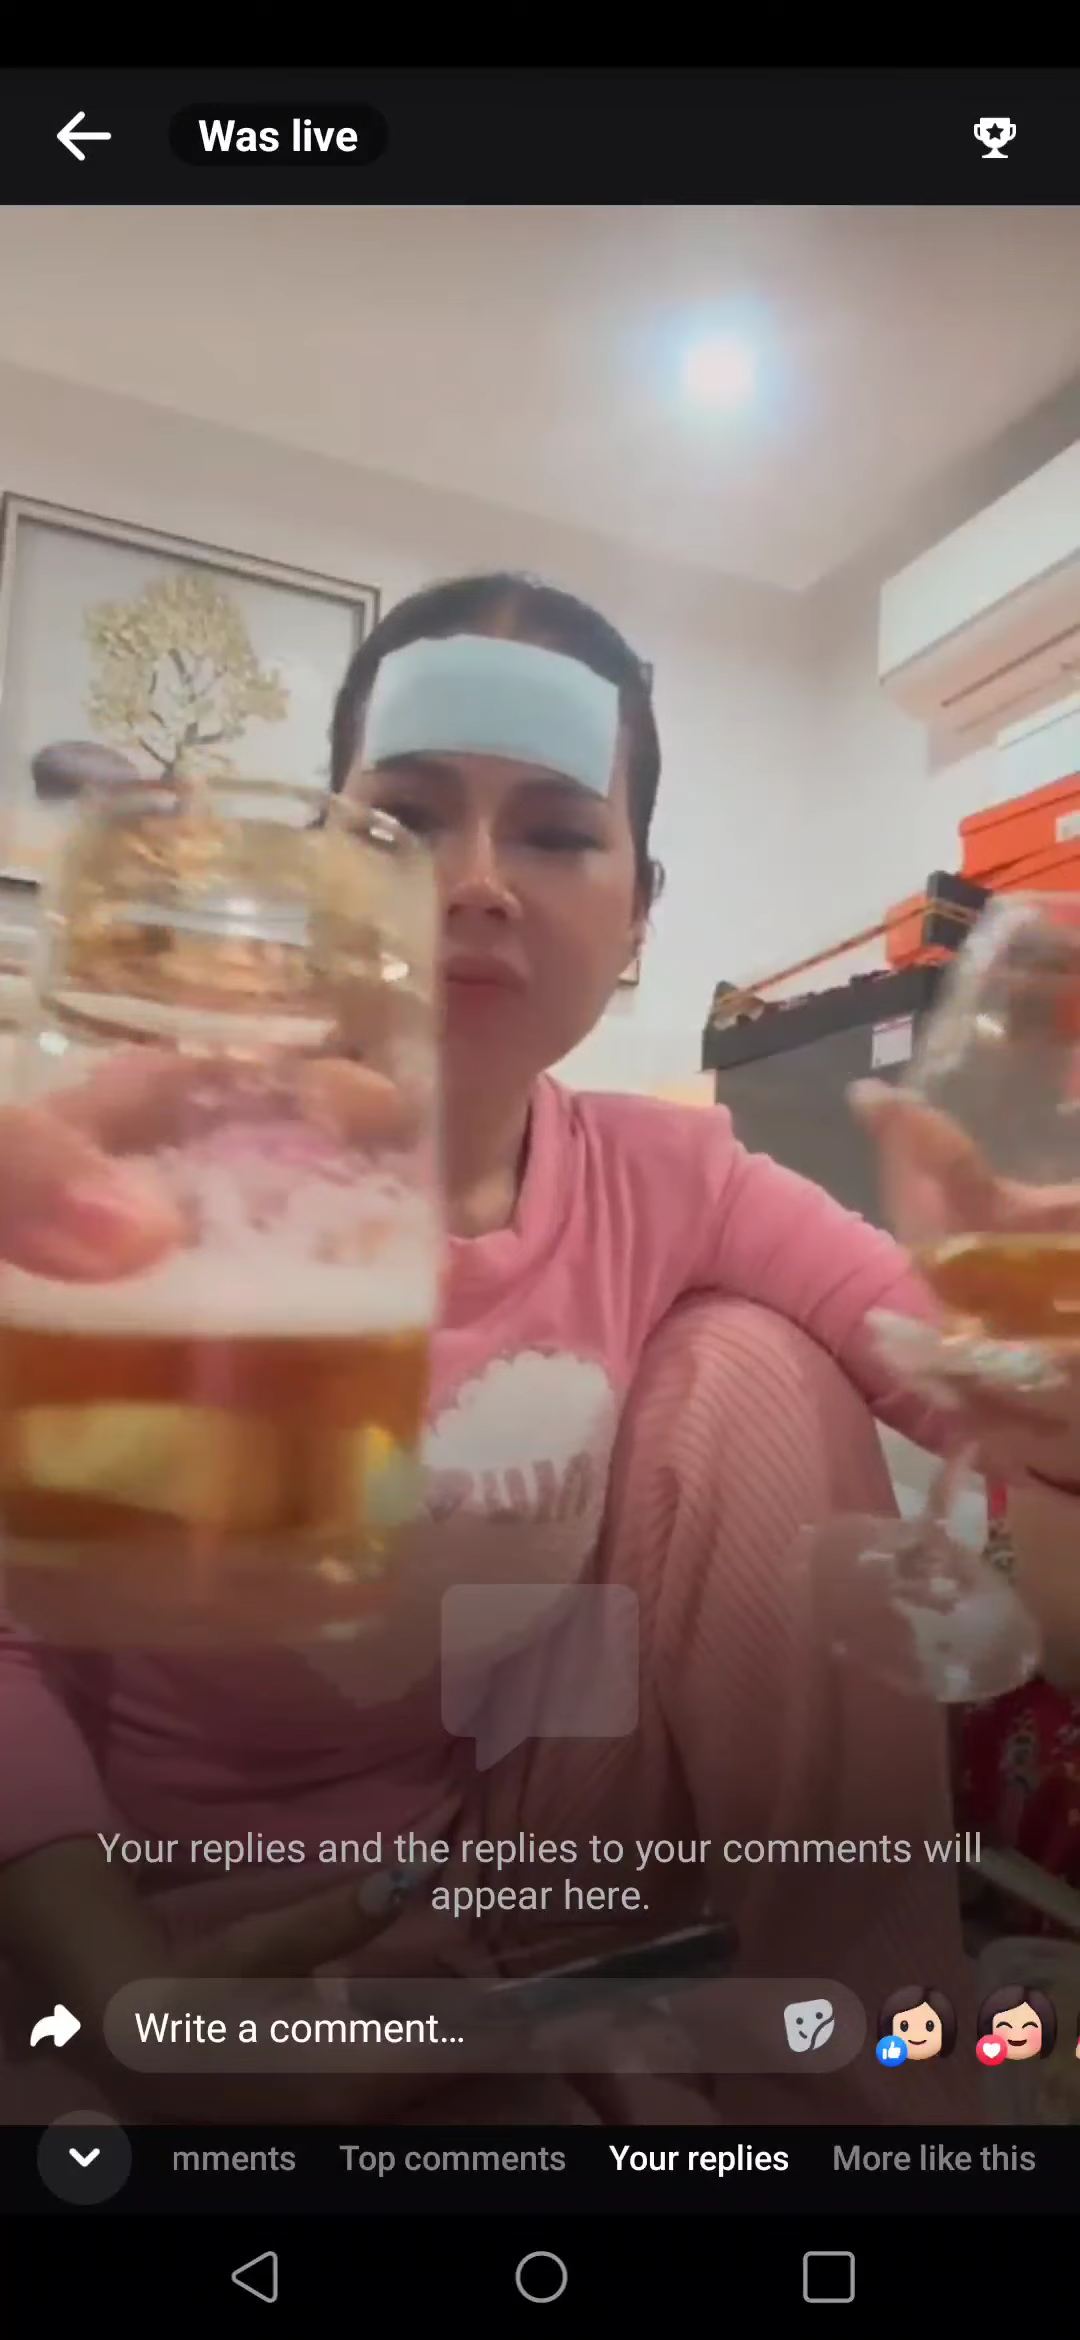 Was live
Your replies and the replies to your comments will
appear here.
Write a comment...
mments
Top comments
Your replies
More like this